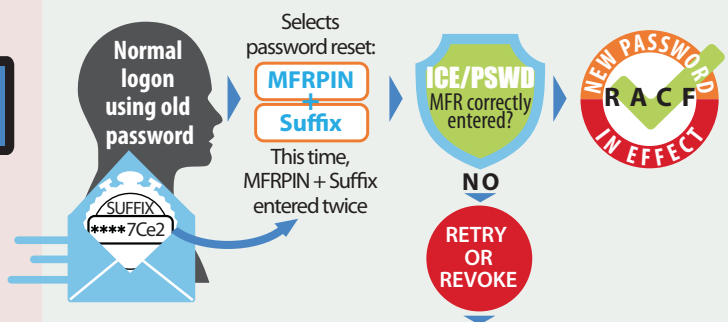 Normal
logon
using old
password
SUFFIX
****7Ce2
Selects
password reset:
MFRPIN
+
Suffix
This time,
MFRPIN + Suffix
entered twice
ICE/PSWD
MFR correctly
entered?
NO
RETRY
OR
REVOKE
NEW PASSWORD
RACF
IN EFFECT